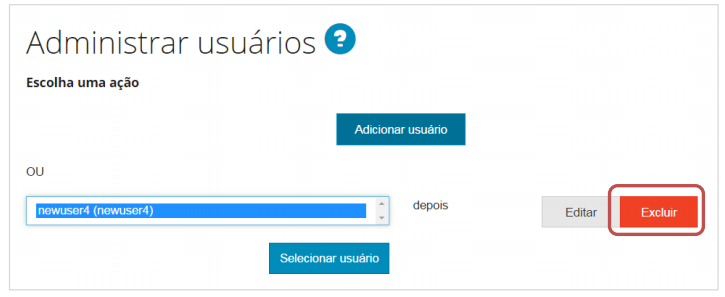 Administrar usuários ?
Escolha uma ação
Adicionar usuário
OU
newuser4 (newuser4) depois Editar Excluir
Selecionar usuário